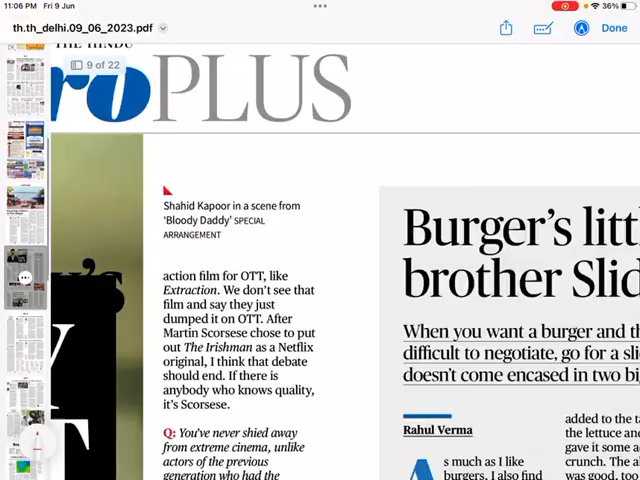 11:06 PM Fri 9 Jun
36%
th.th_delhi.09_06_2023.pdf
Done
THE HINDU
9 of 22
PLUS
Shahid Kapoor in a scene from
'Bloody Daddy' SPECIAL
ARRANGEMENT
action film for OTT, like
Extraction. We don't see that
film and say they just
dumped it on OTT. After
Martin Scorsese chose to put
out The Irishman as a Netflix
original, I think that debate
should end. If there is
anybody who knows quality,
it's Scorsese.
Q: You've never shied away
from extreme cinema, unlike
actors of the previous
generation who had the
Burger's litt
brother Slid
When you want a burger and th
difficult to negotiate, go for a sli
doesn't come encased in two bi
Rahul Verma
As much as I like
burgers, I also find
added to the ta
the lettuce and
gave it some a
crunch. The al
was good, too